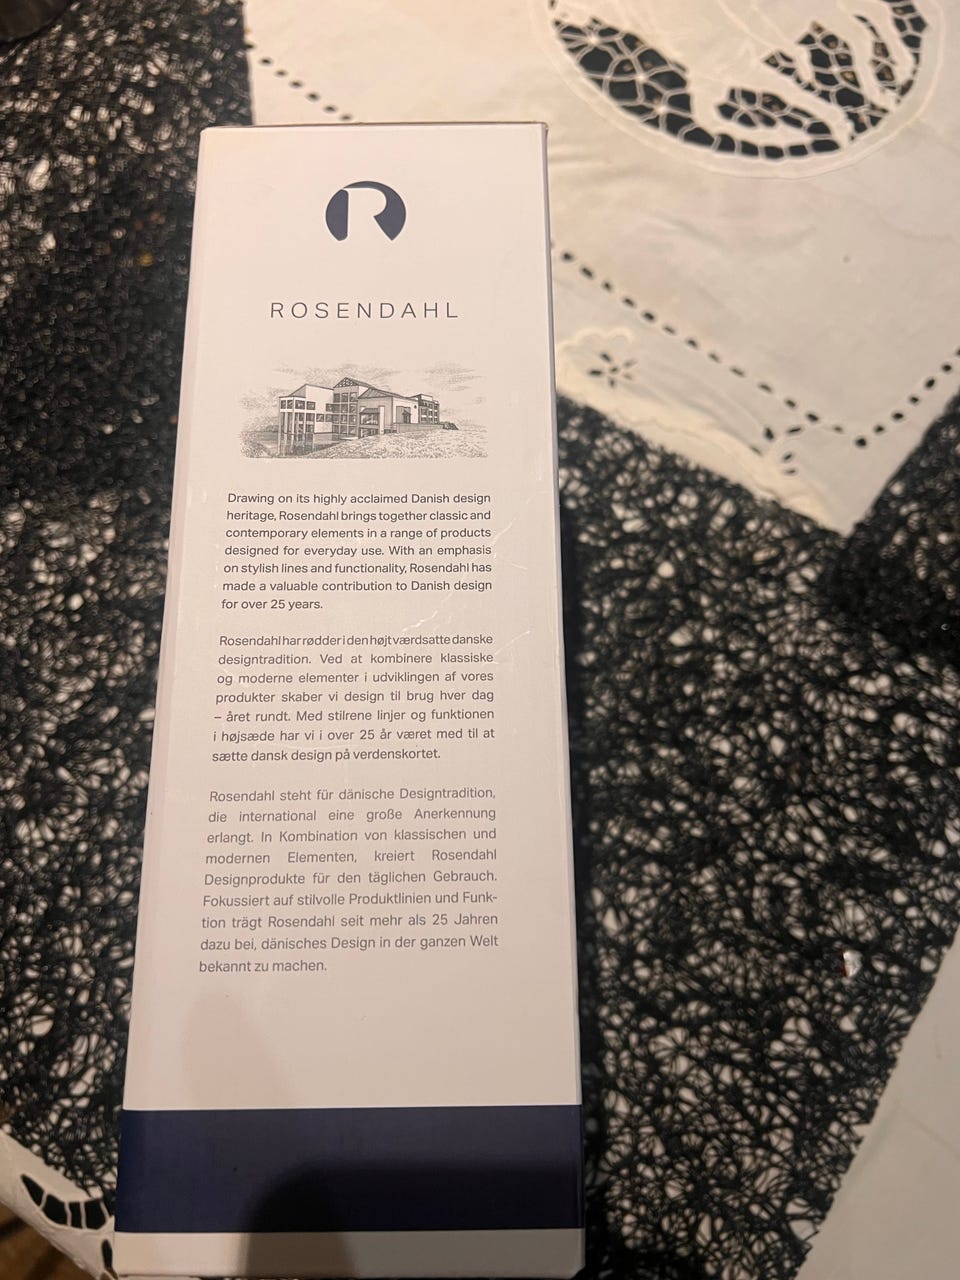 R
ROSENDAHL
Drawing on its highly acclaimed Danish design
heritage, Rosendahl brings together classic and
contemporary elements in a range of products
designed for everyday use. With an emphasis
on stylish lines and functionality, Rosendahl has
made a valuable contribution to Danish design
for over 25 years.
Rosendahl har rødder i den højt værdsatte danske
designtradition. Ved at kombinere klassiske
og moderne elementer i udviklingen af vores
produkter skaber vi design til brug hver dag
– året rundt. Med stilrene linjer og funktionen
i højsæde har vi i over 25 år været med til at
sætte dansk design på verdenskortet.
Rosendahl steht für dänische Designtradition,
die international eine große Anerkennung
erlangt. In Kombination von klassischen und
modernen Elementen, kreiert Rosendahl
Designprodukte für den täglichen Gebrauch.
Fokussiert auf stilvolle Produktlinien und Funk-
tion trägt Rosendahl seit mehr als 25 Jahren
dazu bei, dänisches Design in der ganzen Welt
bekannt zu machen.